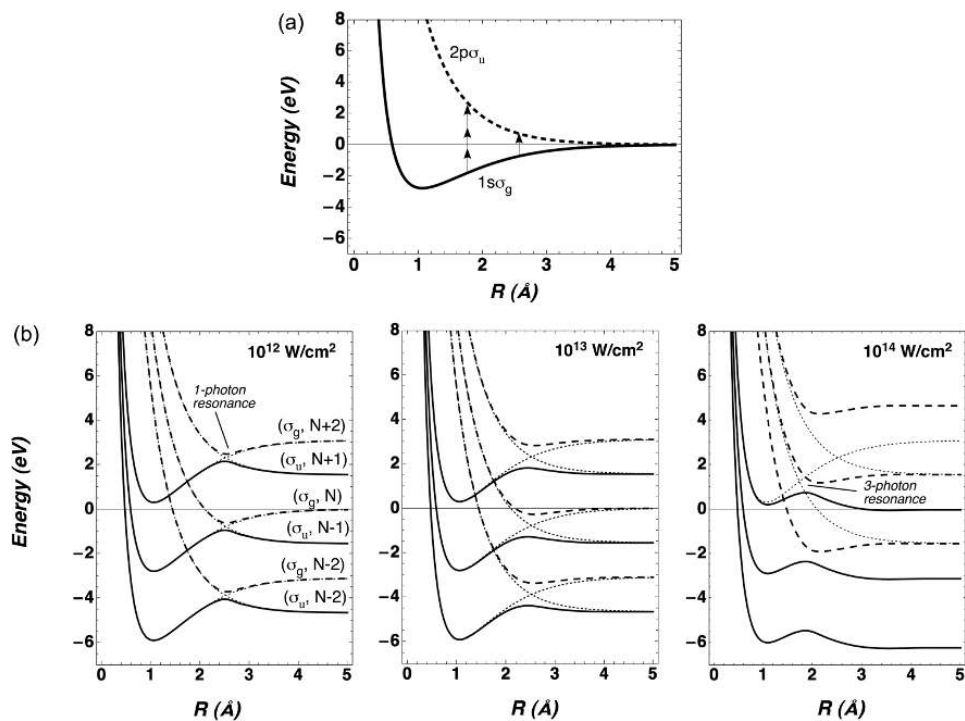 (a)
8
6
4
2
0
−2
−4
−6
Energy (eV)
2pσu
1sσg
0 1 2 3 4 5
R (Å)
(b)
8
6
4
2
0
−2
−4
−6
Energy (eV)
10¹² W/cm²
1-photon
resonance
(σg, N+2)
(σu, N+1)
(σg, N)
(σu, N-1)
(σg, N-2)
(σu, N-2)
0 1 2 3 4 5
R (Å)
8
6
4
2
0
−2
−4
−6
10¹³ W/cm²
0 1 2 3 4 5
R (Å)
8
6
4
2
0
−2
−4
−6
10¹⁴ W/cm²
3-photon
resonance
0 1 2 3 4 5
R (Å)